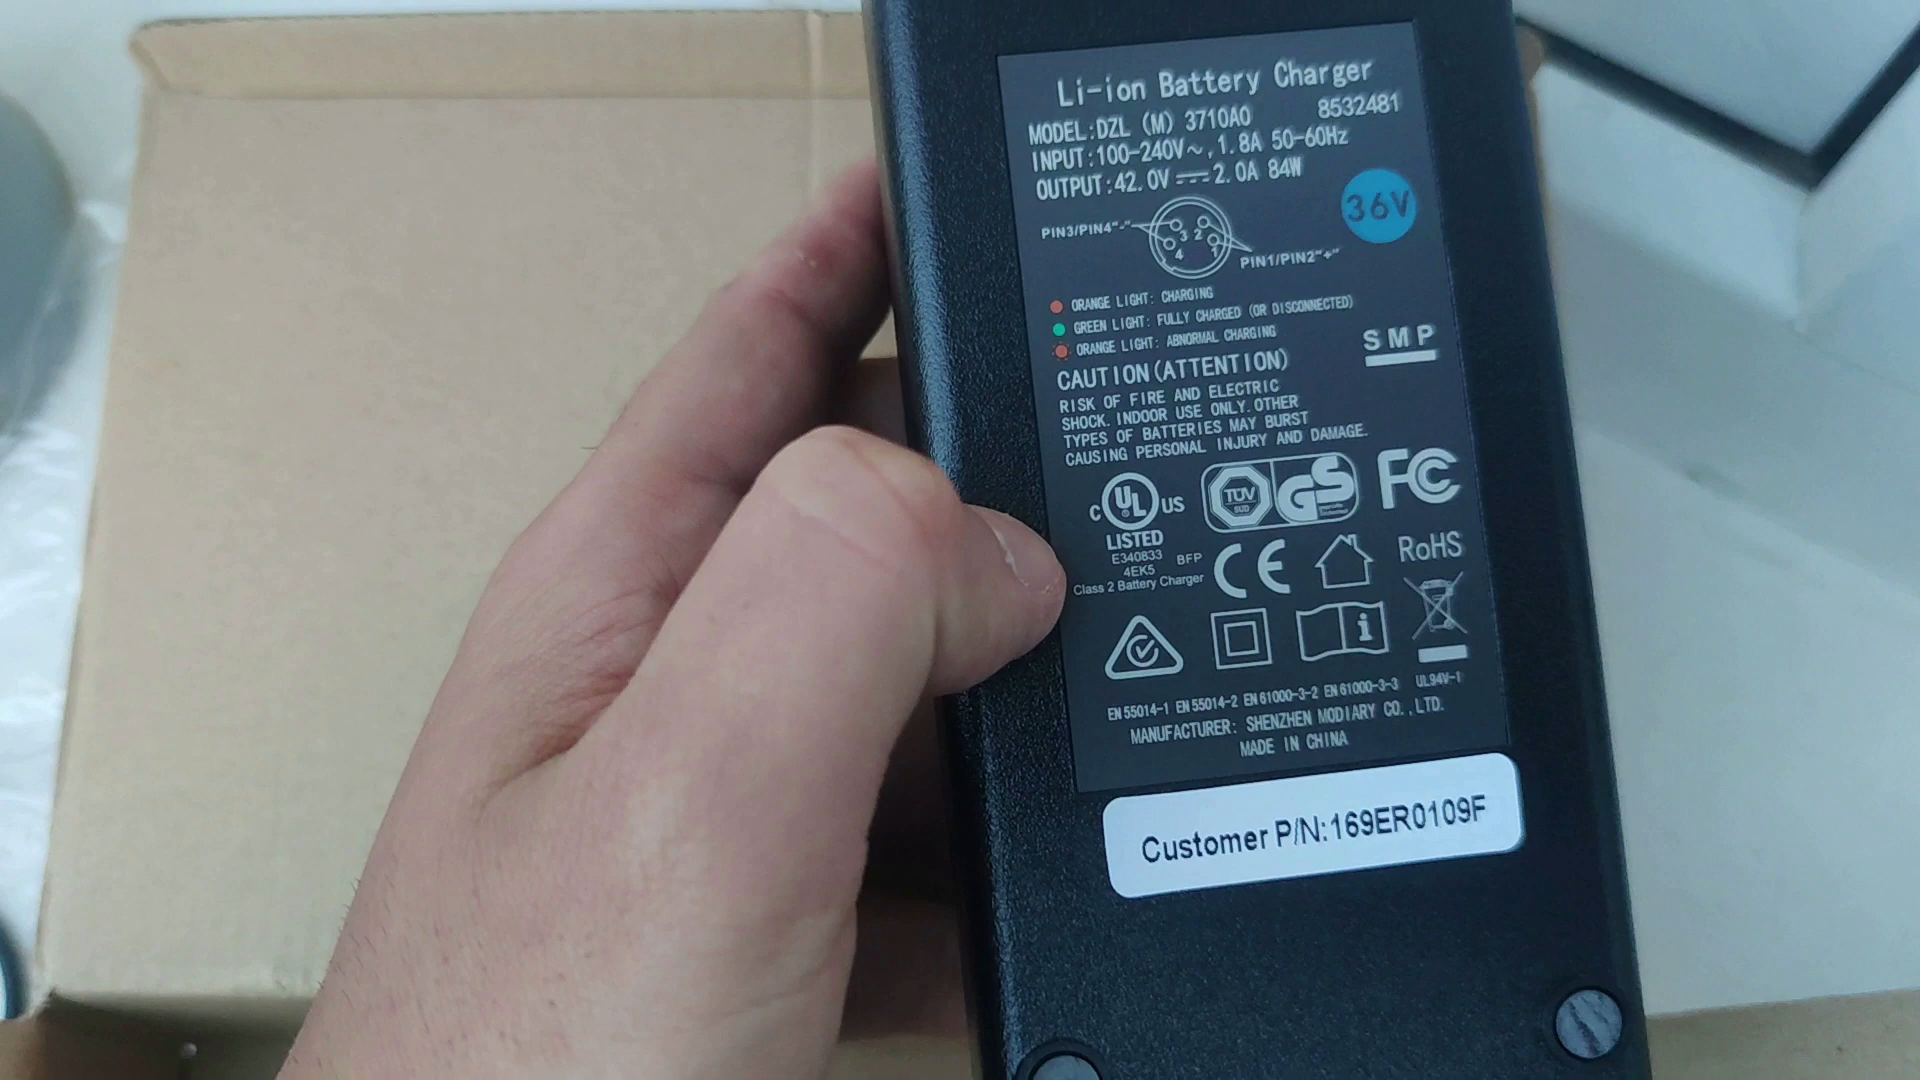 Li-ion Battery Charger
MODEL:DZL (M) 3710A0 8532481
INPUT:100-240V~,1.8A 50-60Hz
OUTPUT:42.0V⎓2.0A 84W
36V
PIN3/PIN4"-"
3 2
4 1
PIN1/PIN2"+"
ORANGE LIGHT: CHARGING
GREEN LIGHT: FULLY CHARGED (OR DISCONNECTED)
ORANGE LIGHT: ABNORMAL CHARGING
SMP
CAUTION(ATTENTION)
RISK OF FIRE AND ELECTRIC
SHOCK. INDOOR USE ONLY. OTHER
TYPES OF BATTERIES MAY BURST
CAUSING PERSONAL INJURY AND DAMAGE.
C UL ® US
LISTED
E340833
4EK5 BFP
Class 2 Battery Charger
TÜV
SÜD
GS
FC
CE
RoHS
i
UL94V-1
EN 55014-1 EN 55014-2 EN 61000-3-2 EN 61000-3-3
MANUFACTURER: SHENZHEN MODIARY CO.,LTD.
MADE IN CHINA
Customer P/N:169ER0109F